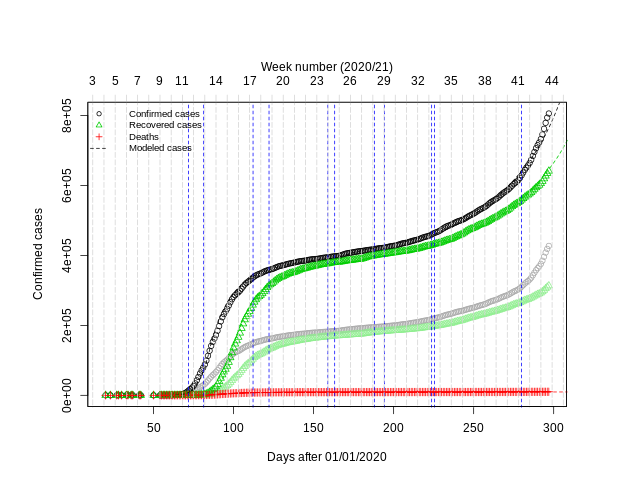 Week number (2020/21)
3 5 7 9 11 14 17 20 23 26 29 32 35 38 41 44
Confirmed cases
Recovered cases
Deaths
Modeled cases
Confirmed cases
8e+05
6e+05
4e+05
2e+05
0e+00
50 100 150 200 250 300
Days after 01/01/2020